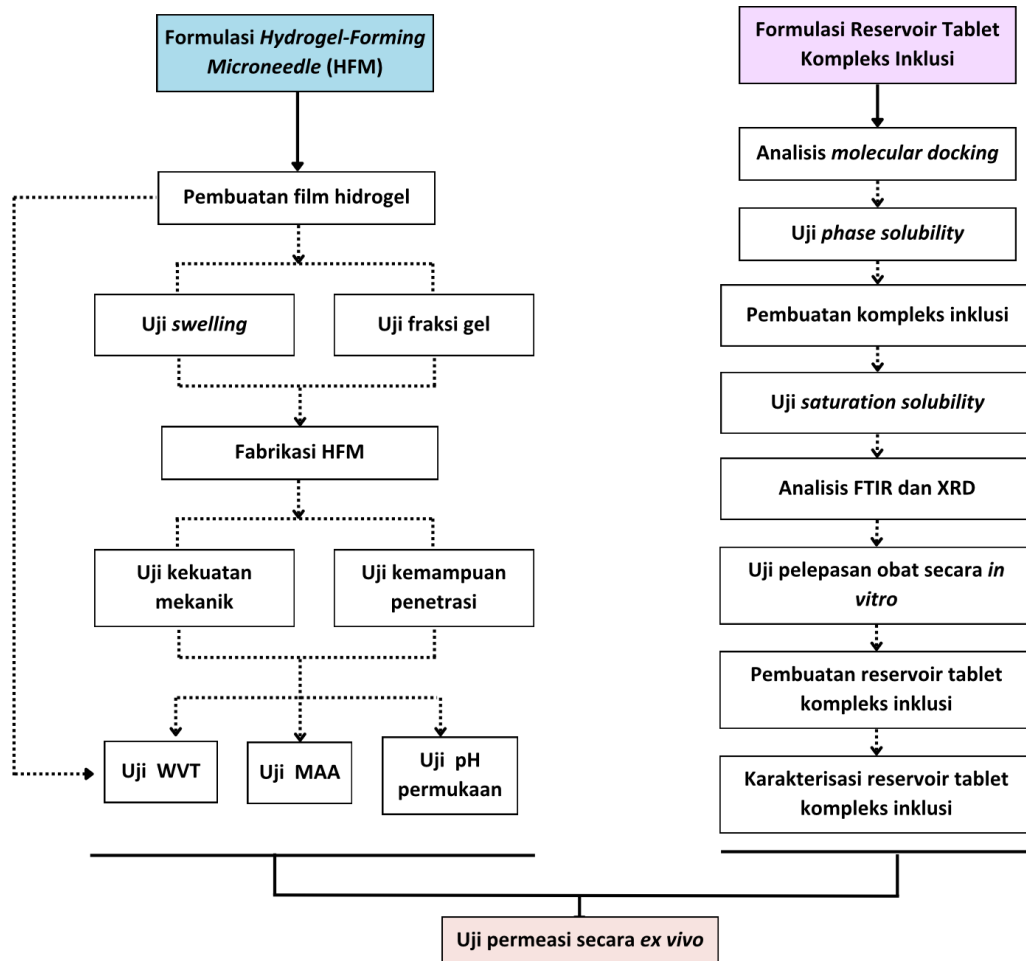 Formulasi Hydrogel-Forming
Microneedle (HFM)
Pembuatan film hidrogel
Uji swelling
Uji fraksi gel
Fabrikasi HFM
Uji kekuatan
mekanik
Uji kemampuan
penetrasi
Uji WVT
Uji MAA
Uji pH
permukaan
Formulasi Reservoir Tablet
Kompleks Inklusi
Analisis molecular docking
Uji phase solubility
Pembuatan kompleks inklusi
Uji saturation solubility
Analisis FTIR dan XRD
Uji pelepasan obat secara in
vitro
Pembuatan reservoir tablet
kompleks inklusi
Karakterisasi reservoir tablet
kompleks inklusi
Uji permeasi secara ex vivo